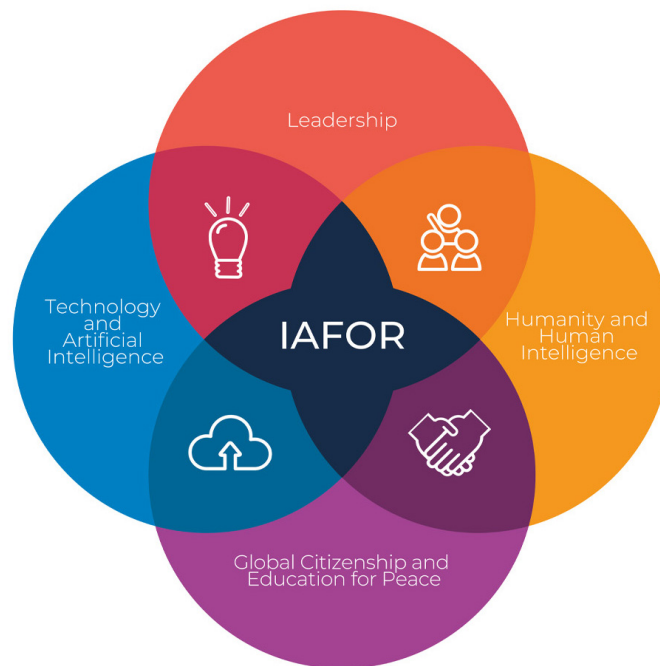 Leadership
Technology
and
Artificial
Intelligence
IAFOR
Humanity and
Human
Intelligence
Global Citizenship and
Education for Peace